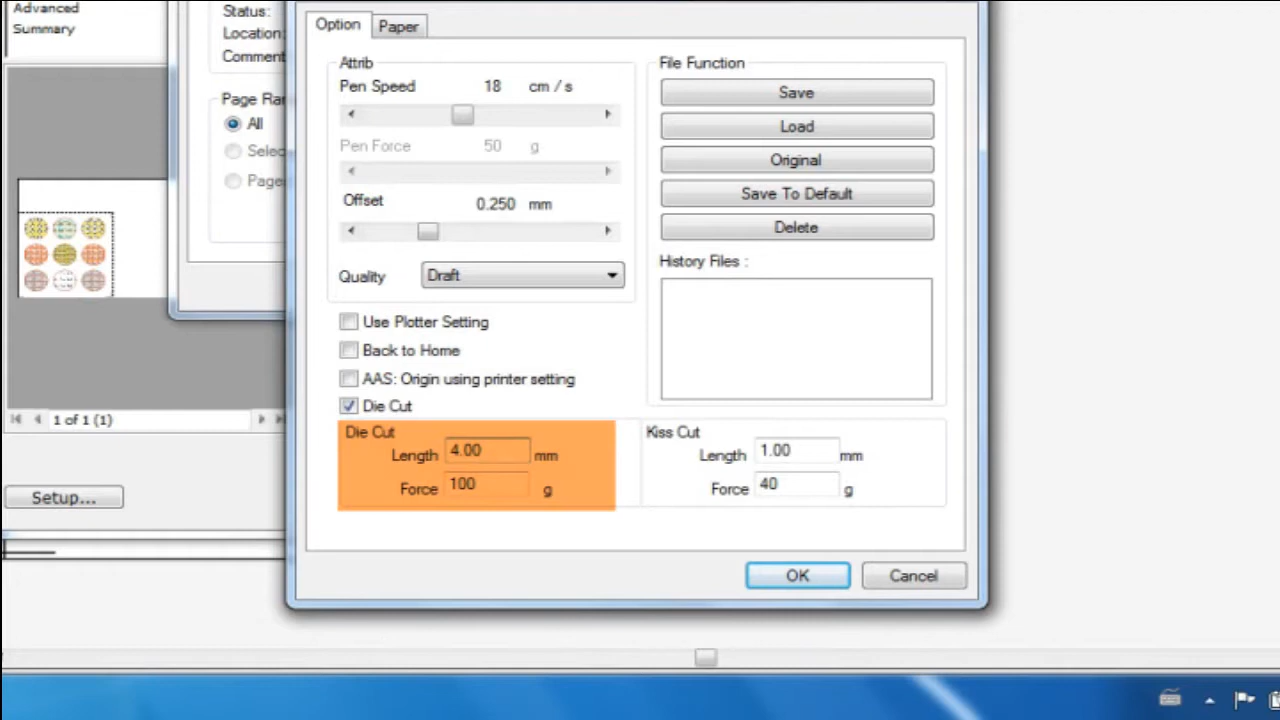 Advanced
Summary
Status:
Location:
Comment
Page Ran
All
Selec
Page
1 of 1 (1)
Setup...
Option
Paper
Attrib
Pen Speed 18 cm / s
Pen Force 50 g
Offset 0.250 mm
Quality Draft
Use Plotter Setting
Back to Home
AAS: Origin using printer setting
Die Cut
Die Cut
Length 4.00 mm
Force 100 g
File Function
Save
Load
Original
Save To Default
Delete
History Files :
Kiss Cut
Length 1.00 mm
Force 40 g
OK
Cancel